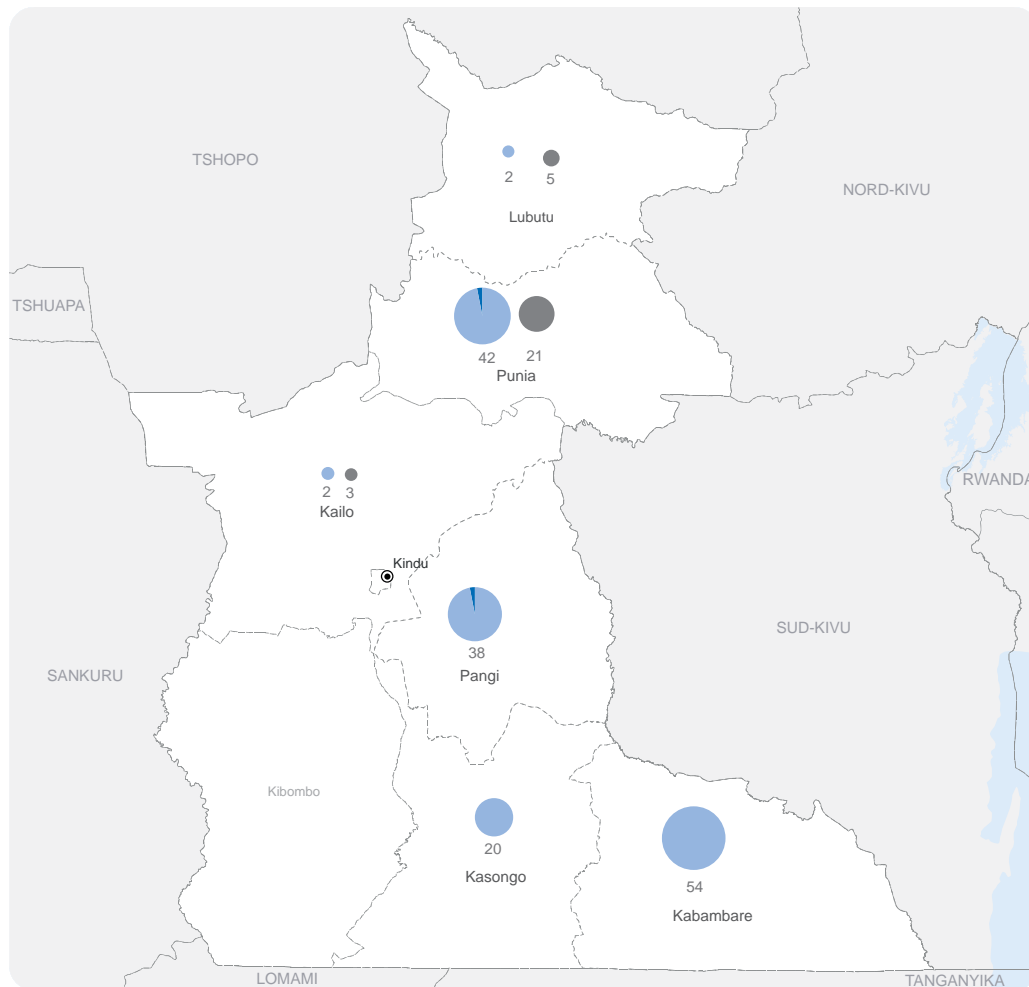 TSHOPO
2
5
NORD-KIVU
Lubutu
TSHUAPA
42
21
Punia
RWANDA
2
3
Kailo
Kindu
SUD-KIVU
38
Pangi
SANKURU
Kibombo
20
Kasongo
54
Kabambare
LOMAMI
TANGANYIKA